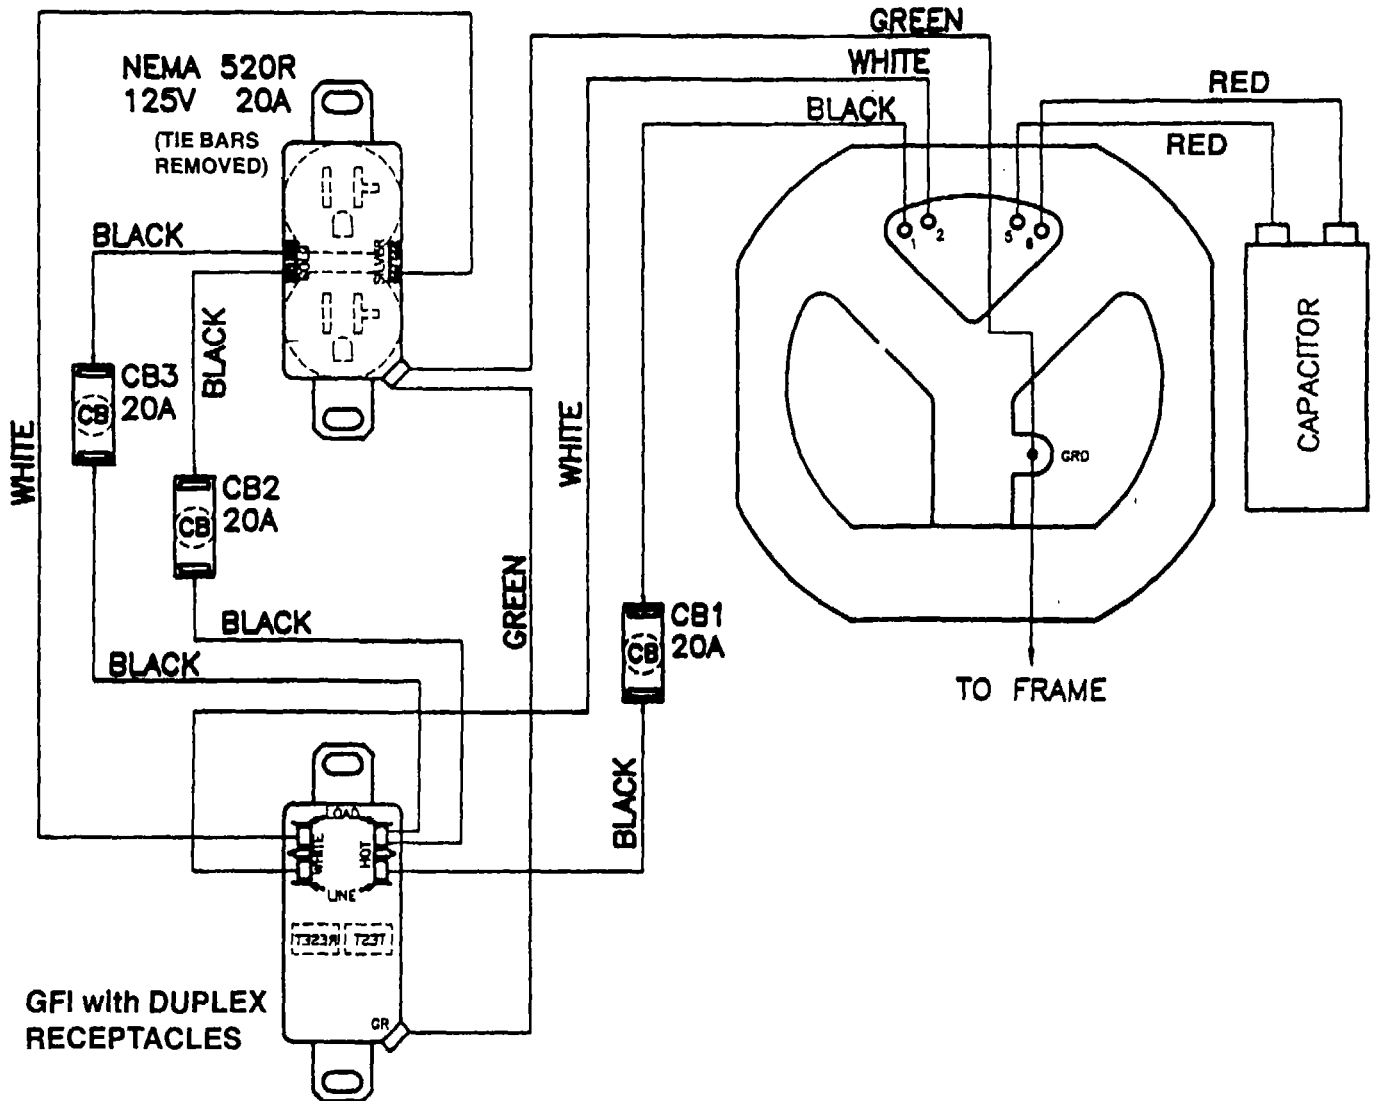 GREEN
WHITE
BLACK
RED
RED
NEMA 520R
125V 20A
(TIE BARS
REMOVED)
BLACK
GOLD
SILVER
1
2
5
6
BLACK
CB3
20A
CB
WHITE
CB2
20A
CB
WHITE
CAPACITOR
GRD
GREEN
BLACK
BLACK
CB1
20A
CB
TO FRAME
BLACK
LOAD
WHITE
HOT
LINE
RESET
TEST
GFI with DUPLEX
RECEPTACLES
GR